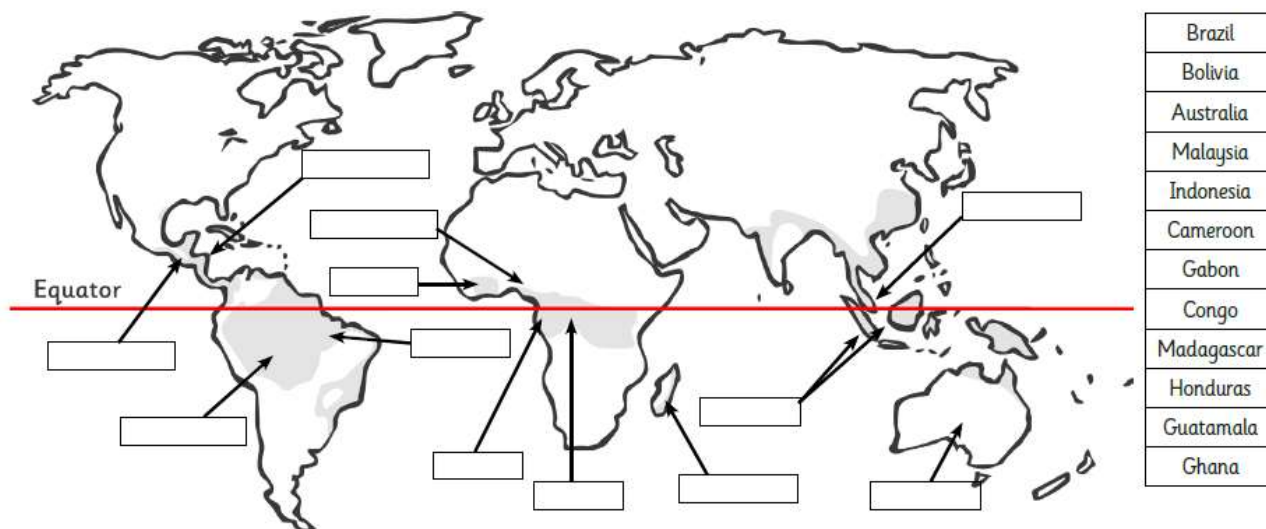 Equator
Brazil
Bolivia
Australia
Malaysia
Indonesia
Cameroon
Gabon
Congo
Madagascar
Honduras
Guatamala
Ghana